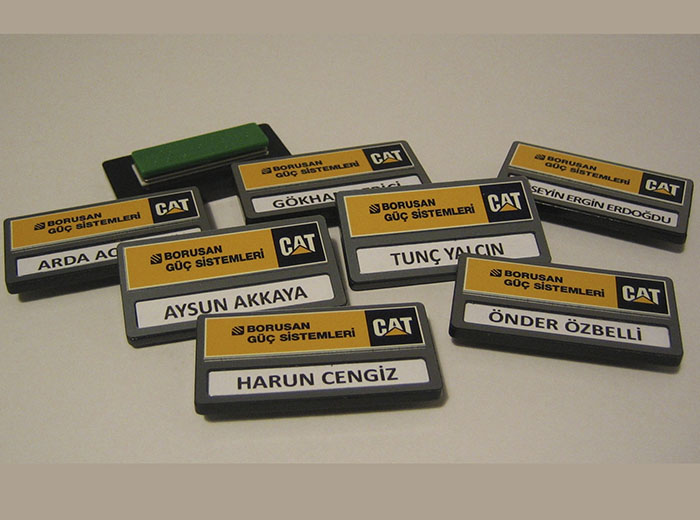 BORUSAN
GÜÇ SİSTEMLERİ
CAT
GÖKHAN
BORUSAN
GÜÇ SİSTEMLERİ
CAT
SEYİN ERGİN ERDOĞDU
BORUSAN
GÜÇ SİSTEMLERİ
CAT
ARDA
BORUSAN
GÜÇ SİSTEMLERİ
CAT
TUNÇ YALÇIN
BORUSAN
GÜÇ SİSTEMLERİ
CAT
AYSUN AKKAYA
BORUSAN
GÜÇ SİSTEMLERİ
CAT
ÖNDER ÖZBELLİ
BORUSAN
GÜÇ SİSTEMLERİ
CAT
HARUN CENGİZ